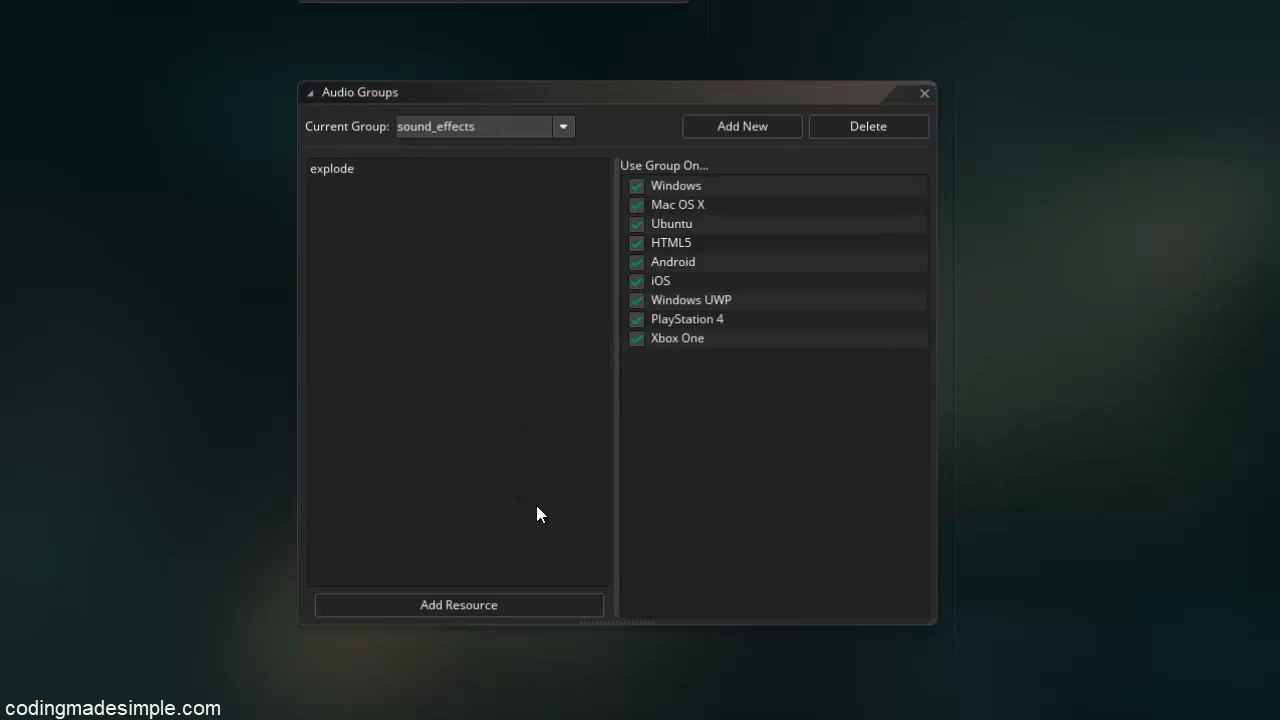 Audio Groups
Current Group: sound_effects
Add New
Delete
explode
Use Group On...
Windows
Mac OS X
Ubuntu
HTML5
Android
iOS
Windows UWP
PlayStation 4
Xbox One
Add Resource
codingmadesimple.com